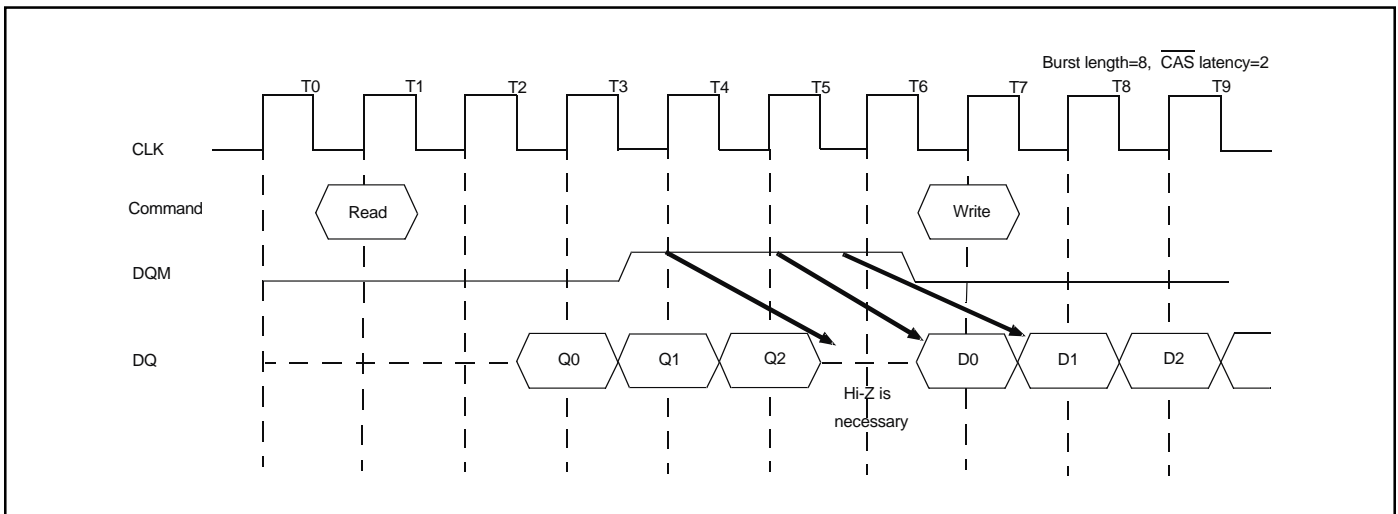 Burst length=8, CAS latency=2
T0 T1 T2 T3 T4 T5 T6 T7 T8 T9
CLK
Command Read Write
DQM
DQ Q0 Q1 Q2 D0 D1 D2
Hi-Z is
necessary